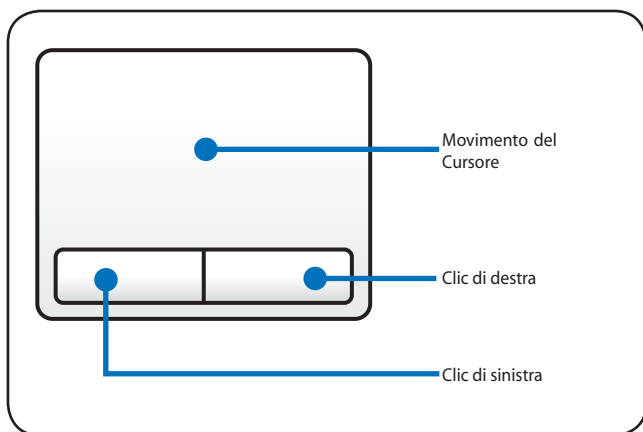 Movimento del
Cursore
Clic di destra
Clic di sinistra